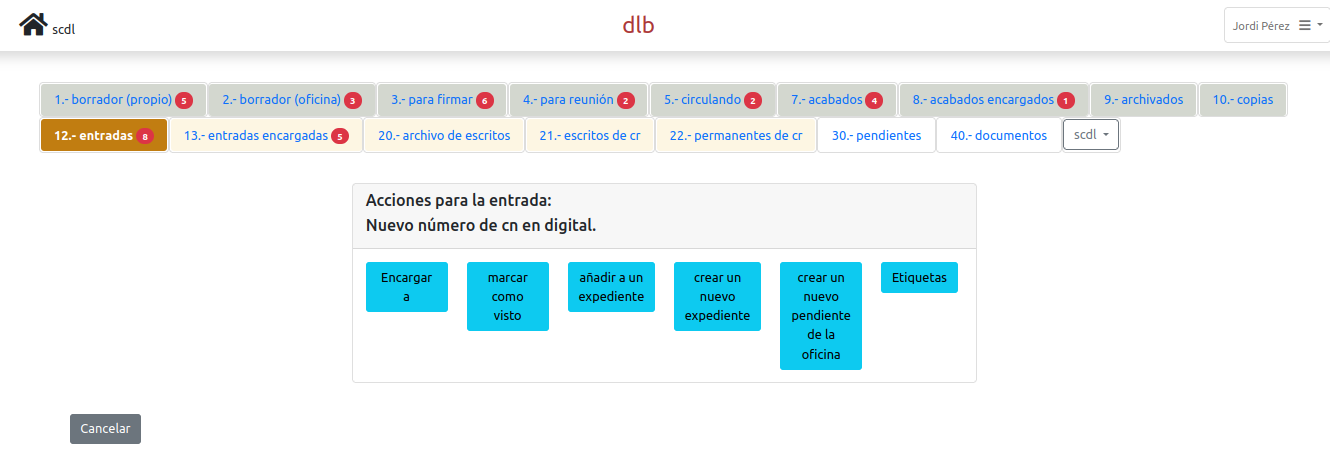 scdl
dlb
Jordi Pérez
1.- borrador (propio) 5
2.- borrador (oficina) 3
3.- para firmar 6
4.- para reunión 2
5.- circulando 2
7.- acabados 4
8.- acabados encargados 1
9.- archivados
10.- copias
12.- entradas 8
13.- entradas encargadas 5
20.- archivo de escritos
21.- escritos de cr
22.- permanentes de cr
30.- pendientes
40.- documentos
scdl
Acciones para la entrada:
Nuevo número de cn en digital.
Encargar
a
marcar
como
visto
añadir a un
expediente
crear un
nuevo
expediente
crear un
nuevo
pendiente
de la
oficina
Etiquetas
Cancelar